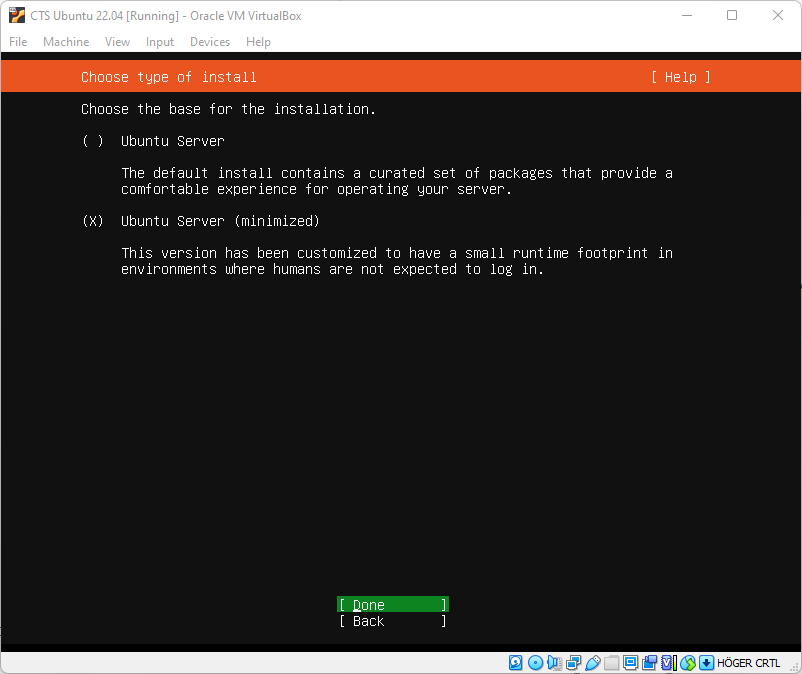 CTS Ubuntu 22.04 [Running] - Oracle VM VirtualBox
File Machine View Input Devices Help
Choose type of install [ Help ]
Choose the base for the installation.
( ) Ubuntu Server
The default install contains a curated set of packages that provide a
comfortable experience for operating your server.
(X) Ubuntu Server (minimized)
This version has been customized to have a small runtime footprint in
environments where humans are not expected to log in.
[ Done ]
[ Back ]
HÖGER CRTL